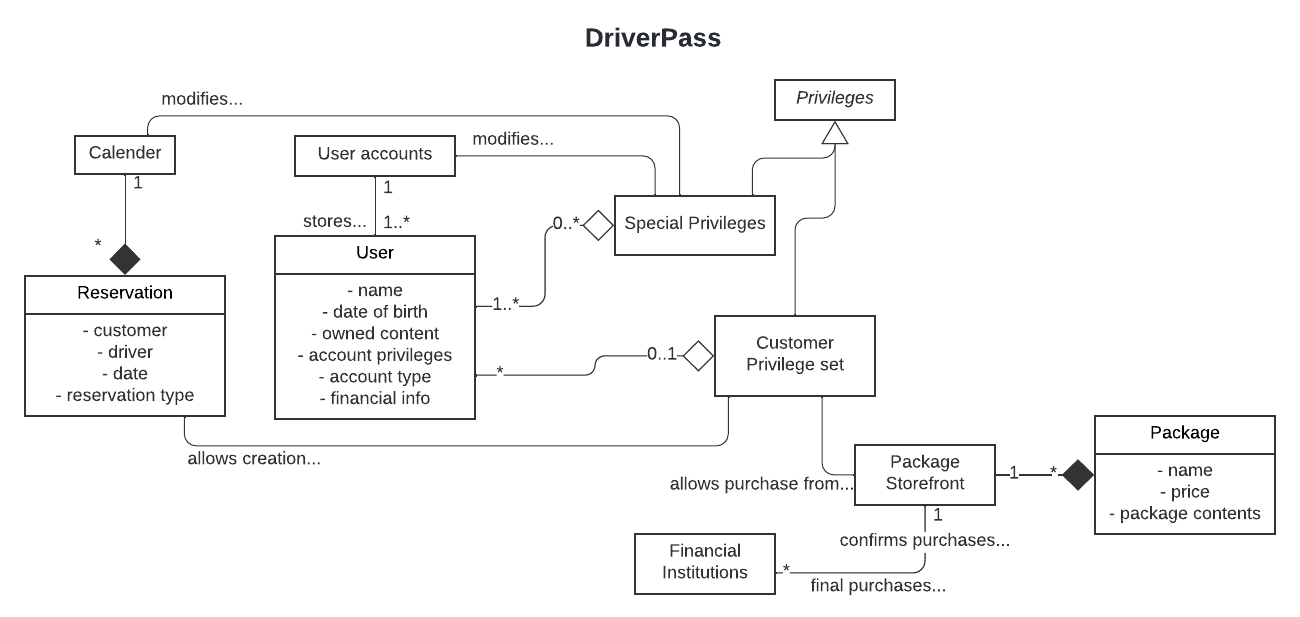 DriverPass
Privileges
modifies...
Calender
1
*
Reservation
- customer
- driver
- date
- reservation type
User accounts
modifies...
1
stores...
1..*
User
- name
- date of birth
- owned content
- account privileges
- account type
- financial info
Special Privileges
0..*
1..*
Customer
Privilege set
0..1
*
allows creation...
allows purchase from...
Package
Storefront
1
*
Package
- name
- price
- package contents
1
confirms purchases...
Financial
Institutions
*
final purchases...